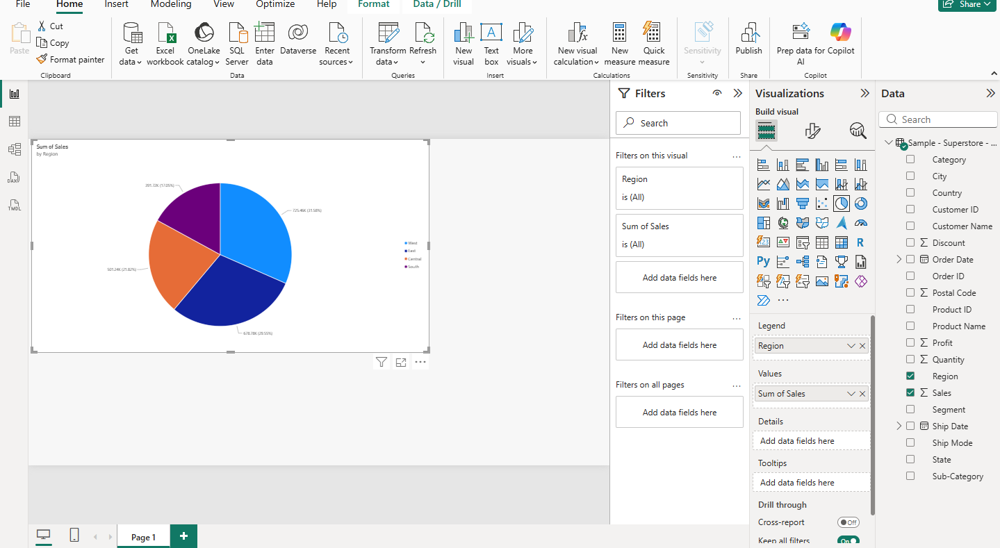 File Home Insert Modeling View Optimize Help Format Data / Drill Share
Paste
Cut
Copy
Format painter
Clipboard
Get data
Excel workbook
OneLake catalog
SQL Server
Enter data
Dataverse
Recent sources
Data
Transform data
Refresh
Queries
New visual
Text box
More visuals
Insert
New visual calculation
New measure
Quick measure
Calculations
Sensitivity
Sensitivity
Publish
Share
Prep data for AI
Copilot
Copilot
DAX
TMDL
Sum of Sales
by Region
391.72K (17.05%)
725.46K (31.58%)
501.24K (21.82%)
678.78K (29.55%)
West
East
Central
South
Page 1
Filters
Search
Filters on this visual
Region
is (All)
Sum of Sales
is (All)
Add data fields here
Filters on this page
Add data fields here
Filters on all pages
Add data fields here
Visualizations
Build visual
123
R
Py
Legend
Region
Values
Sum of Sales
Details
Add data fields here
Tooltips
Add data fields here
Drill through
Cross-report Off
Keep all filters On
Data
Search
Sample - Superstore - ...
Category
City
Country
Customer ID
Customer Name
Discount
Order Date
Order ID
Postal Code
Product ID
Product Name
Profit
Quantity
Region
Sales
Segment
Ship Date
Ship Mode
State
Sub-Category